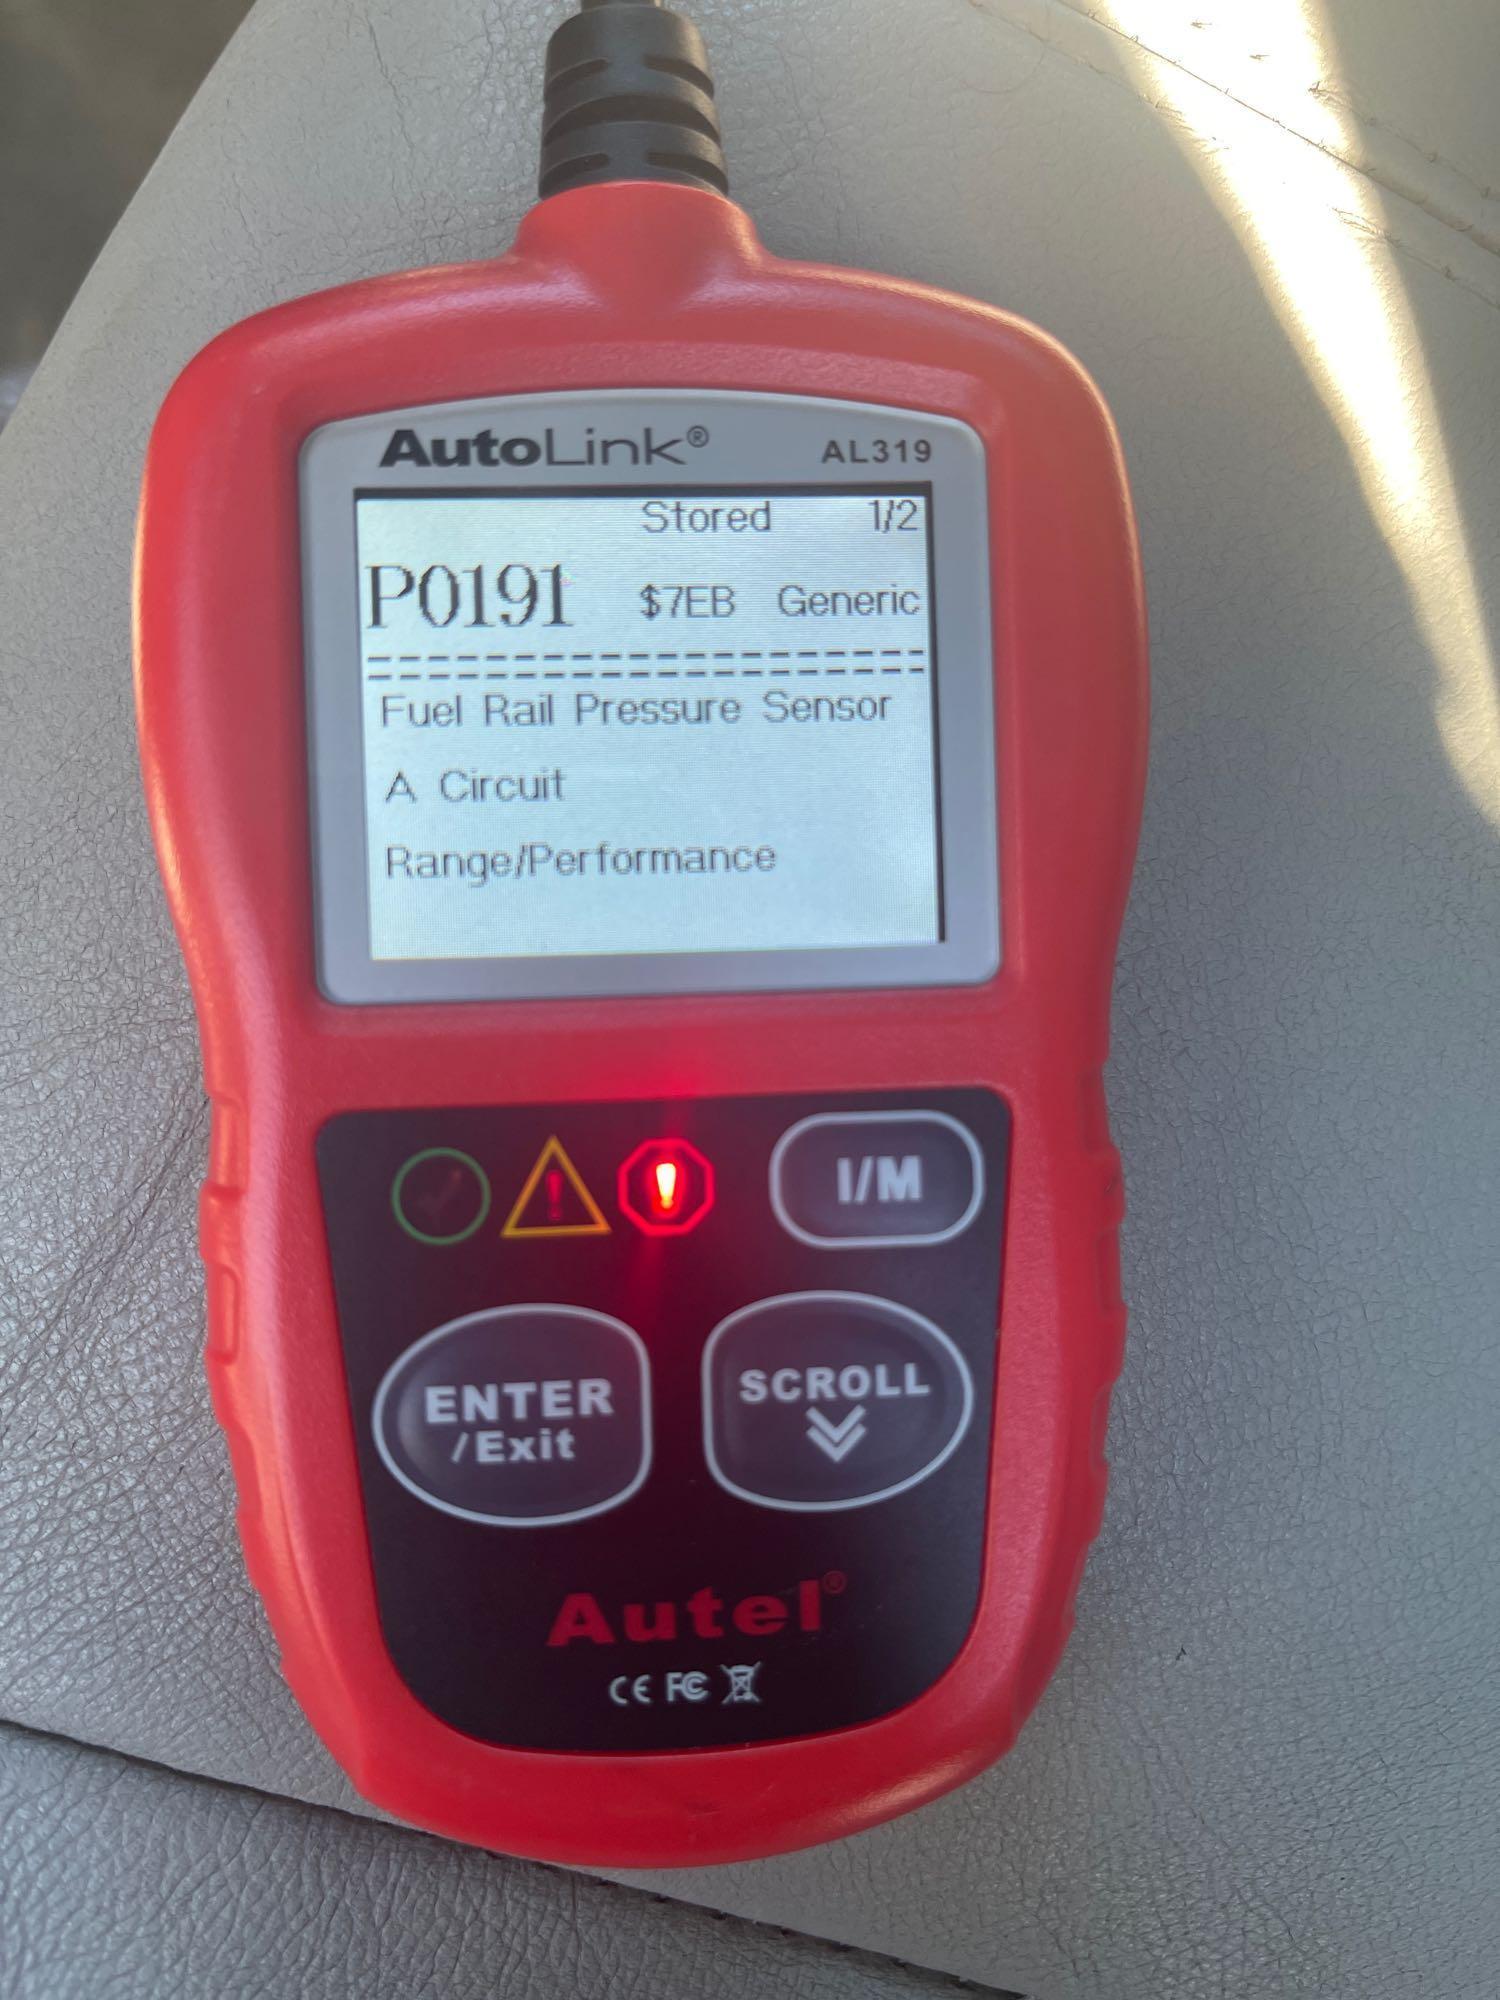 AutoLink® AL319
Stored 1/2
P0191 $7EB Generic
====================
Fuel Rail Pressure Sensor
A Circuit
Range/Performance
! !
I/M
ENTER
/Exit
SCROLL
Autel®
CE FC